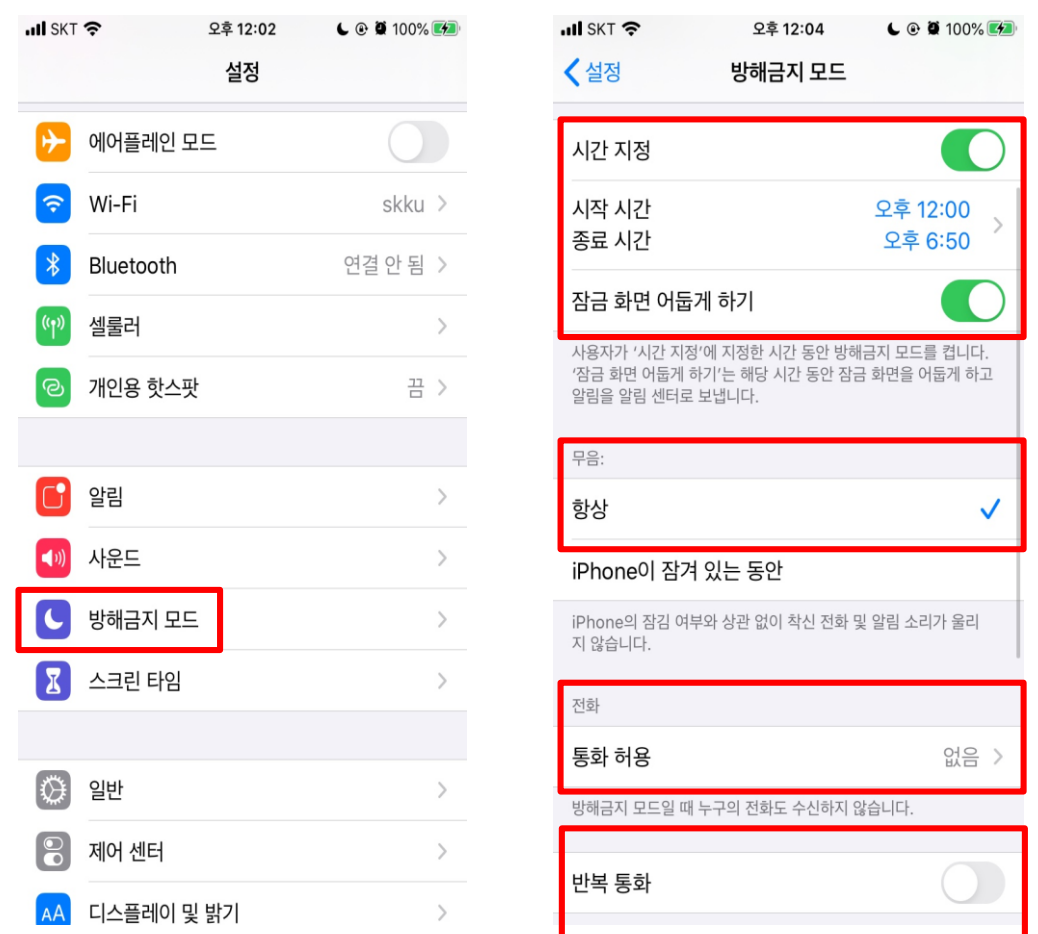 SKT 오후 12:02 100%
설정
에어플레인 모드
Wi-Fi skku
Bluetooth 연결 안 됨
셀룰러
개인용 핫스팟 끔
알림
사운드
방해금지 모드
스크린 타임
일반
제어 센터
AA 디스플레이 및 밝기
SKT 오후 12:04 100%
설정 방해금지 모드
시간 지정
시작 시간 오후 12:00
종료 시간 오후 6:50
잠금 화면 어둡게 하기
사용자가 '시간 지정'에 지정한 시간 동안 방해금지 모드를 켭니다.
'잠금 화면 어둡게 하기'는 해당 시간 동안 잠금 화면을 어둡게 하고
알림을 알림 센터로 보냅니다.
무음:
항상
iPhone이 잠겨 있는 동안
iPhone의 잠김 여부와 상관 없이 착신 전화 및 알림 소리가 울리
지 않습니다.
전화
통화 허용 없음
방해금지 모드일 때 누구의 전화도 수신하지 않습니다.
반복 통화